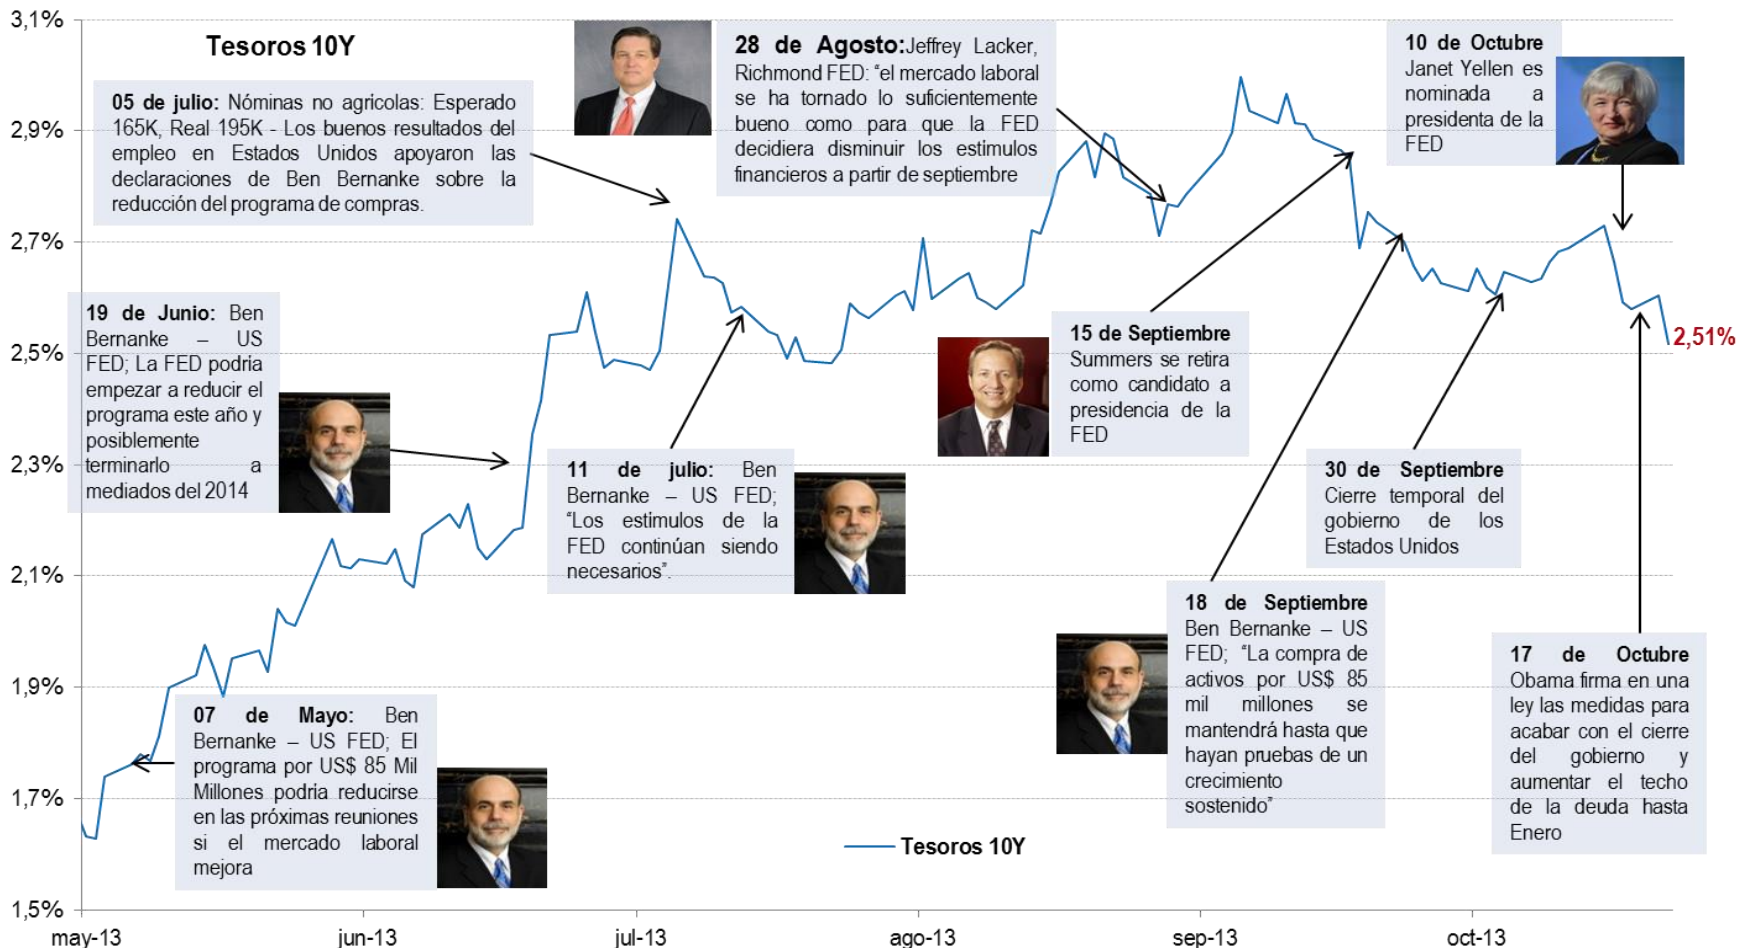 3,1%
2,9%
2,7%
2,5%
2,3%
2,1%
1,9%
1,7%
1,5%
Tesoros 10Y
05 de julio: Nóminas no agrícolas: Esperado
165K, Real 195K - Los buenos resultados del
empleo en Estados Unidos apoyaron las
declaraciones de Ben Bernanke sobre la
reducción del programa de compras.
28 de Agosto:Jeffrey Lacker,
Richmond FED: “el mercado laboral
se ha tornado lo suficientemente
bueno como para que la FED
decidiera disminuir los estímulos
financieros a partir de septiembre
10 de Octubre
Janet Yellen es
nominada a
presidenta de la
FED
19 de Junio: Ben
Bernanke – US
FED; La FED podría
empezar a reducir el
programa este año y
posiblemente
terminarlo a
mediados del 2014
11 de julio: Ben
Bernanke – US FED;
“Los estímulos de la
FED continúan siendo
necesarios”.
15 de Septiembre
Summers se retira
como candidato a
presidencia de la
FED
2,51%
30 de Septiembre
Cierre temporal del
gobierno de los
Estados Unidos
18 de Septiembre
Ben Bernanke – US
FED; “La compra de
activos por US$ 85
mil millones se
mantendrá hasta que
hayan pruebas de un
crecimiento
sostenido”
17 de Octubre
Obama firma en una
ley las medidas para
acabar con el cierre
del gobierno y
aumentar el techo
de la deuda hasta
Enero
07 de Mayo: Ben
Bernanke – US FED; El
programa por US$ 85 Mil
Millones podría reducirse
en las próximas reuniones
si el mercado laboral
mejora
Tesoros 10Y
may-13
jun-13
jul-13
ago-13
sep-13
oct-13